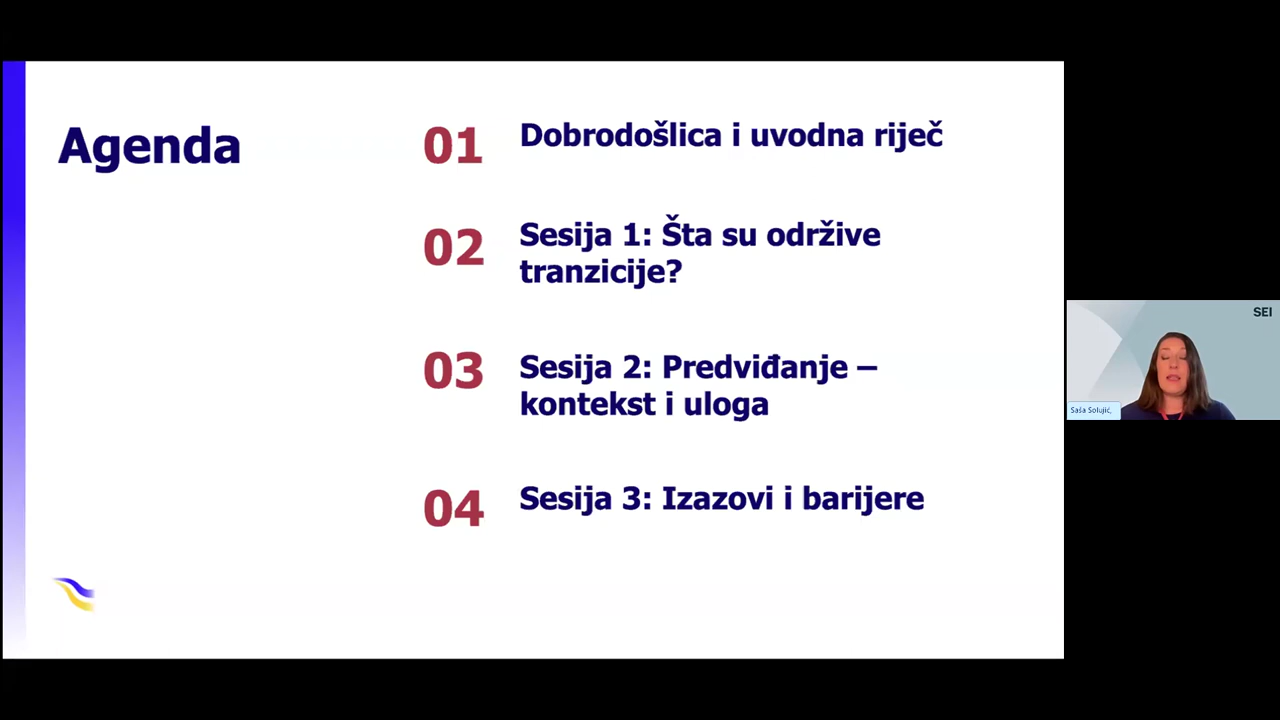 Agenda
01
Dobrodošlica i uvodna riječ
02
Sesija 1: Šta su održive
tranzicije?
03
Sesija 2: Predviđanje –
kontekst i uloga
04
Sesija 3: Izazovi i barijere
SEI
Saša Solujić,